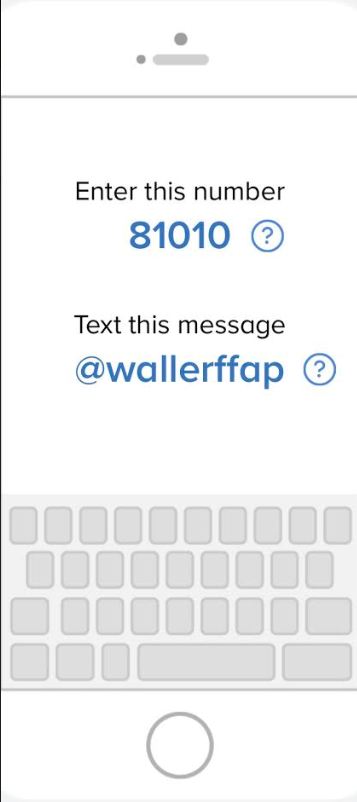 Enter this number
81010 ?
Text this message
@wallerffap ?